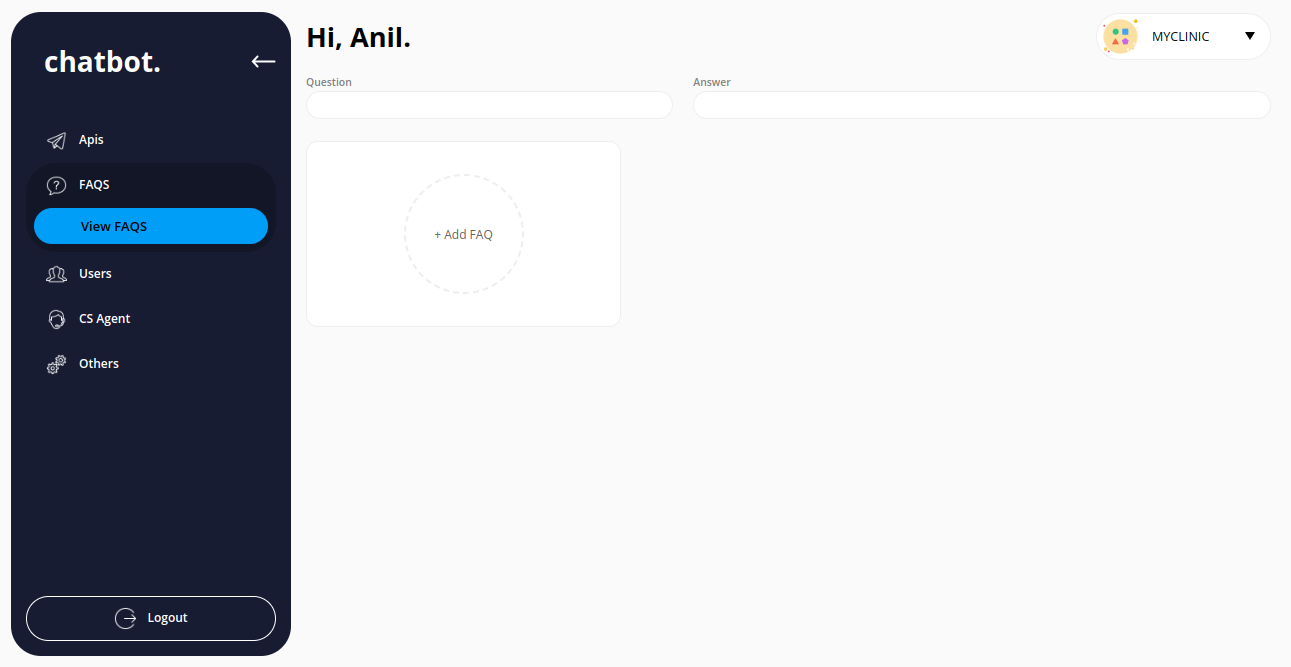 chatbot.
Apis
FAQS
View FAQS
Users
CS Agent
Others
Logout
Hi, Anil.
MYCLINIC
Question
Answer
+ Add FAQ